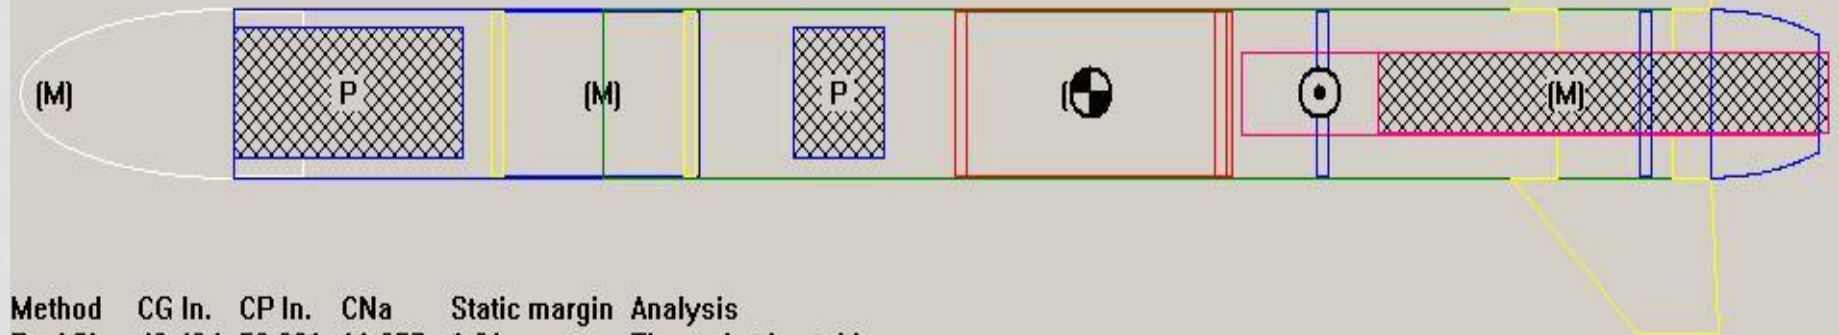 (M) P (M) P ( (M)
Method CG In. CP In. CNa Static margin Analysis